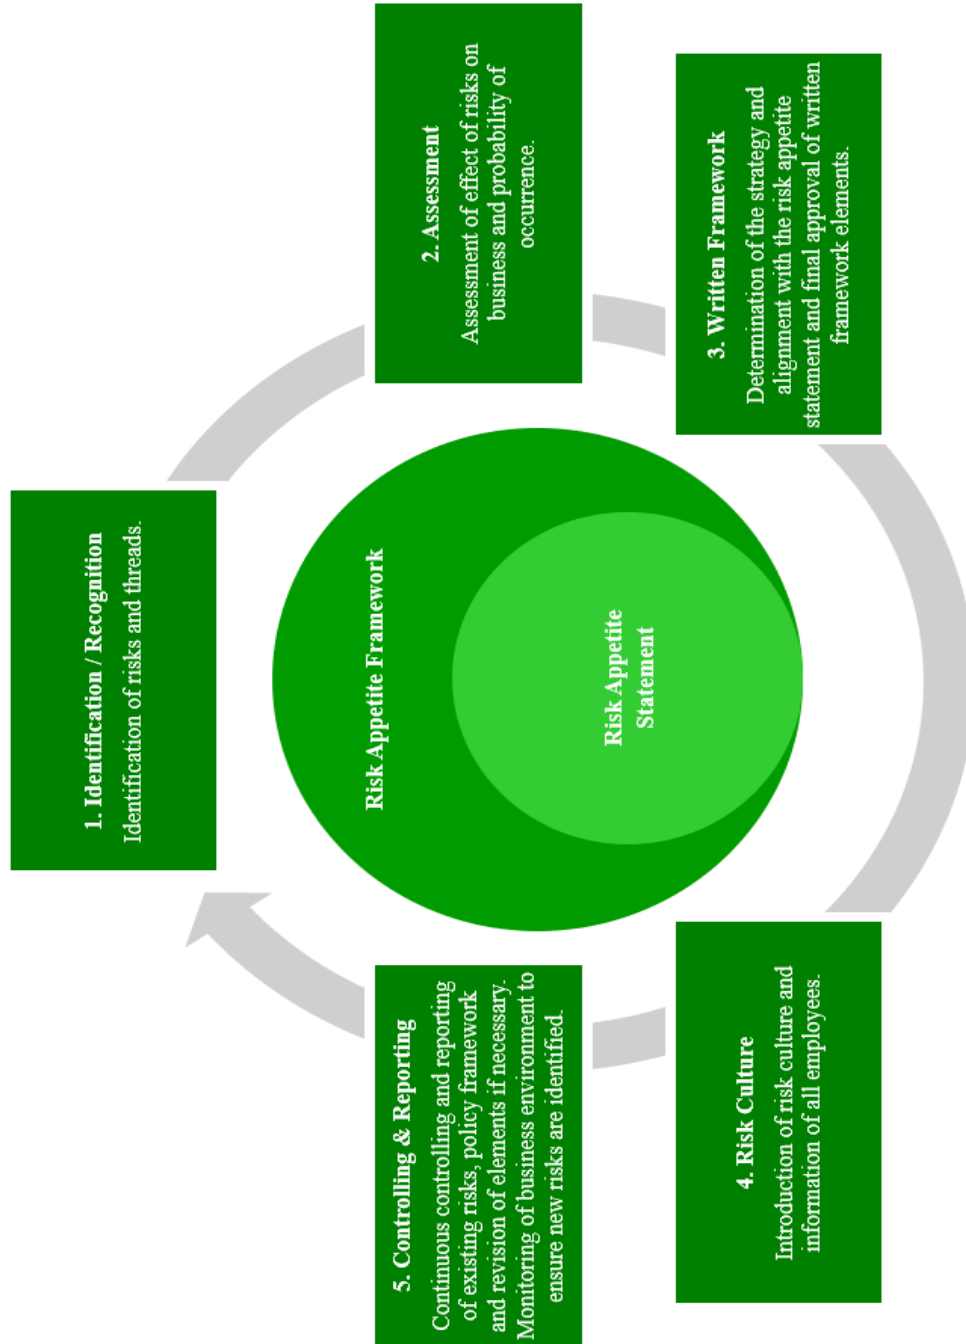 1. Identification / Recognition
Identification of risks and threads.
2. Assessment
Assessment of effect of risks on
business and probability of
occurrence.
3. Written Framework
Determination of the strategy and
alignment with the risk appetite
statement and final approval of written
framework elements.
4. Risk Culture
Introduction of risk culture and
information of all employees.
5. Controlling & Reporting
Continuous controlling and reporting
of existing risks, policy framework
and revision of elements if necessary.
Monitoring of business environment to
ensure new risks are identified.
Risk Appetite Framework
Risk Appetite
Statement